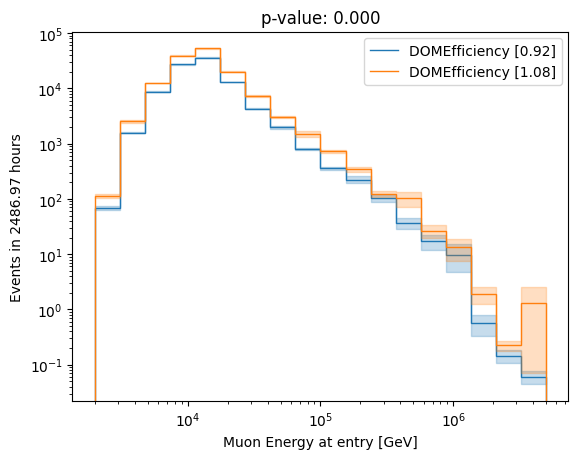 p-value: 0.000
DOMEfficiency [0.92]
DOMEfficiency [1.08]
Events in 2486.97 hours
10^5
10^4
10^3
10^2
10^1
10^0
10^−1
10^4
10^5
10^6
Muon Energy at entry [GeV]